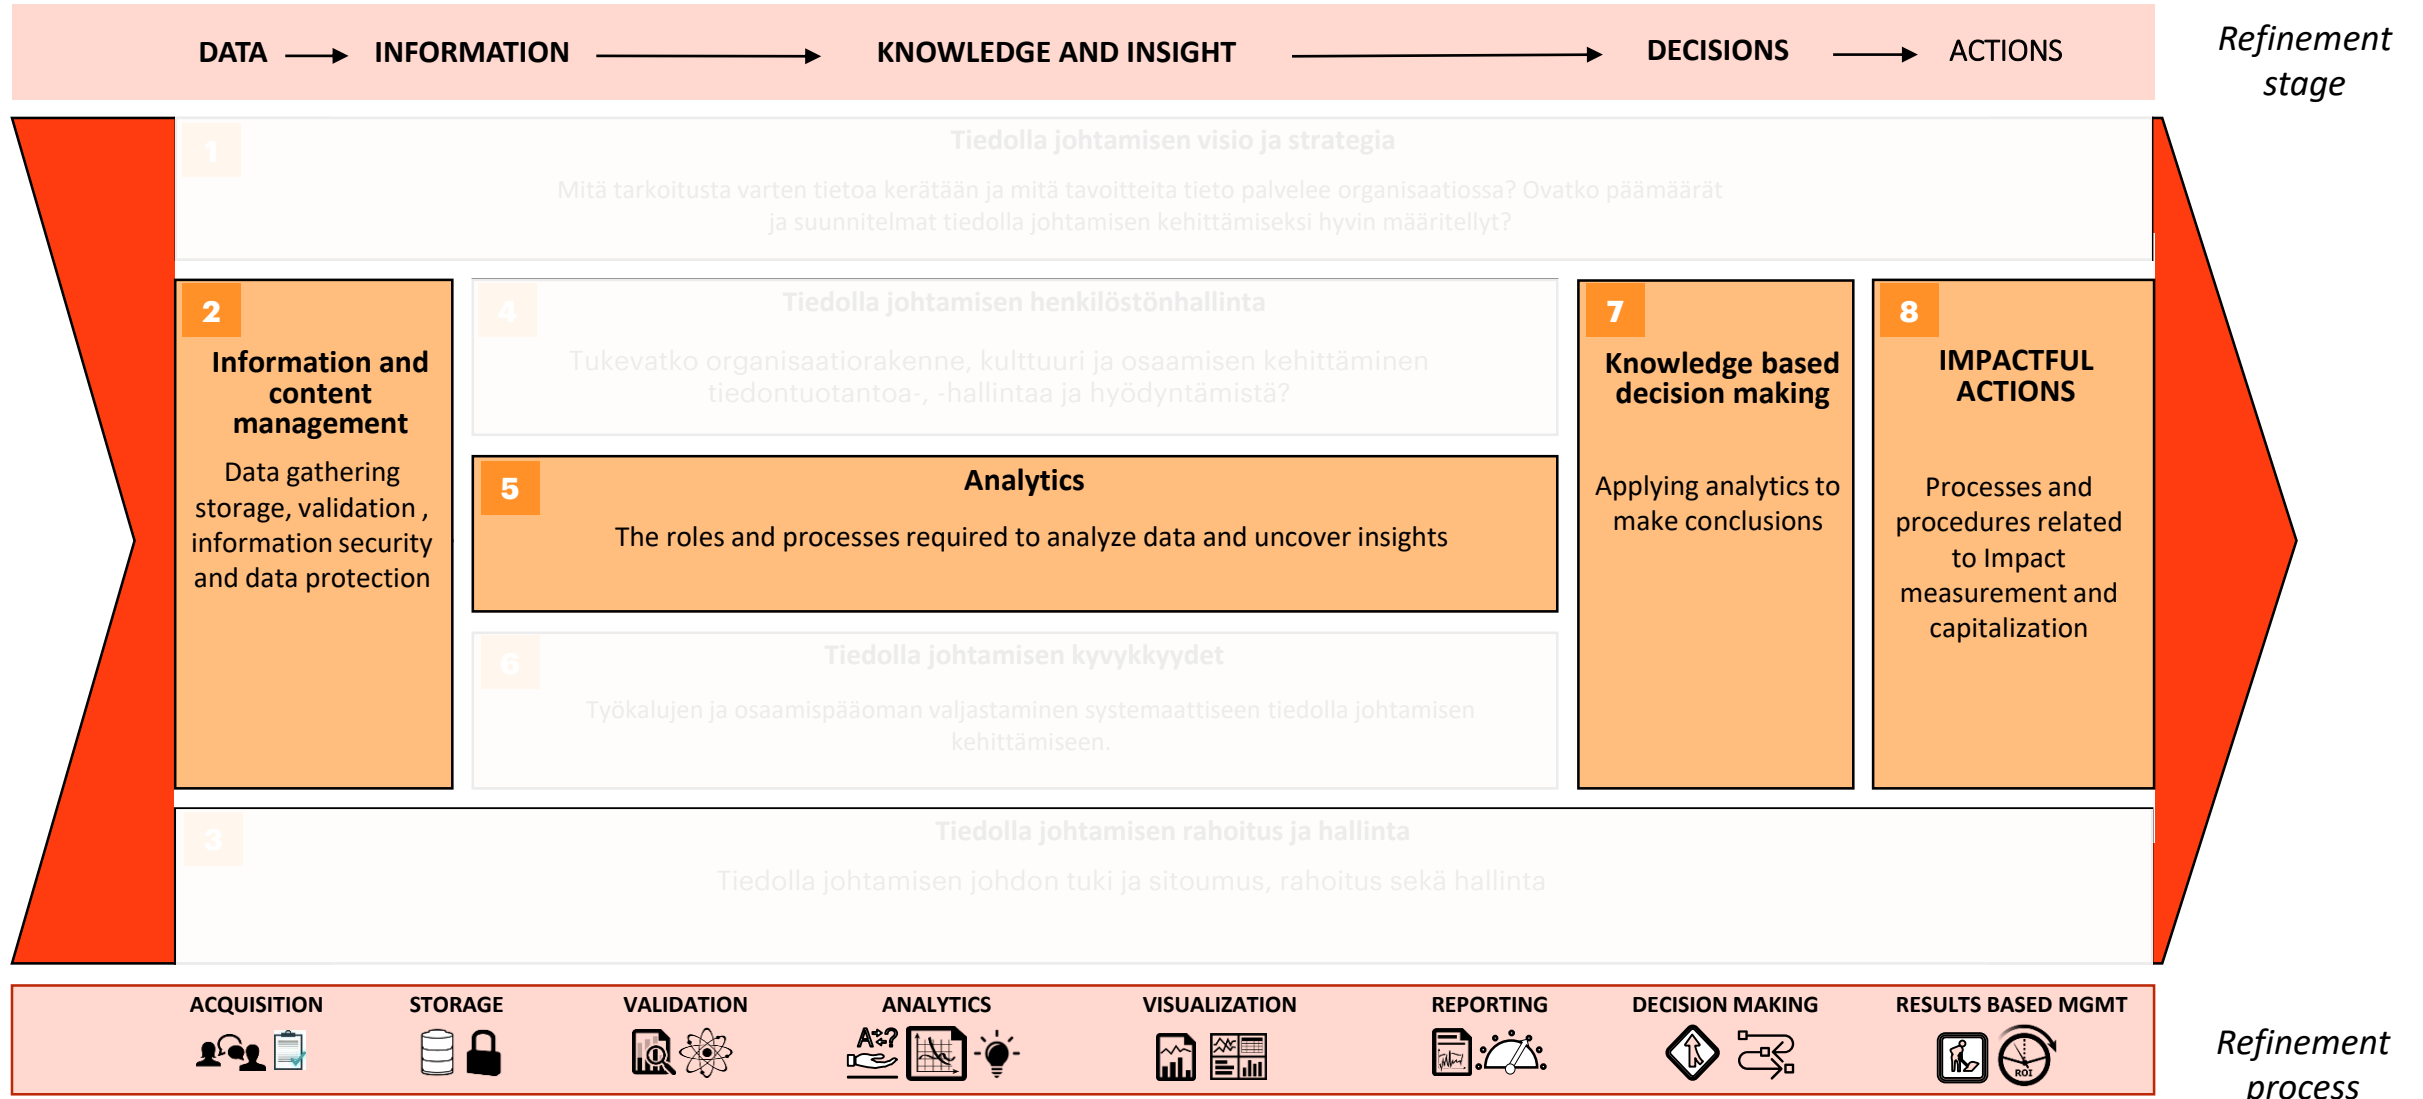 DATA INFORMATION KNOWLEDGE AND INSIGHT DECISIONS ACTIONS
Refinement
stage
1
Tiedolla johtamisen visio ja strategia
Mitä tarkoitusta varten tietoa kerätään ja mitä tavoitteita tieto palvelee organisaatiossa? Ovatko päämäärät
ja suunnitelmat tiedolla johtamisen kehittämiseksi hyvin määritellyt?
2
Information and
content
management
Data gathering
storage, validation ,
information security
and data protection
4
Tiedolla johtamisen henkilöstönhallinta
Tukevatko organisaatiorakenne, kulttuuri ja osaamisen kehittäminen
tiedontuotantoa-, -hallintaa ja hyödyntämistä?
5
Analytics
The roles and processes required to analyze data and uncover insights
6
Tiedolla johtamisen kyvykkyydet
Työkalujen ja osaamispääoman valjastaminen systemaattiseen tiedolla johtamisen
kehittämiseen.
7
Knowledge based
decision making
Applying analytics to
make conclusions
8
IMPACTFUL
ACTIONS
Processes and
procedures related
to Impact
measurement and
capitalization
3
Tiedolla johtamisen rahoitus ja hallinta
Tiedolla johtamisen johdon tuki ja sitoumus, rahoitus sekä hallinta
ACQUISITION STORAGE VALIDATION ANALYTICS VISUALIZATION REPORTING DECISION MAKING RESULTS BASED MGMT
A ?
ROI
Refinement
process